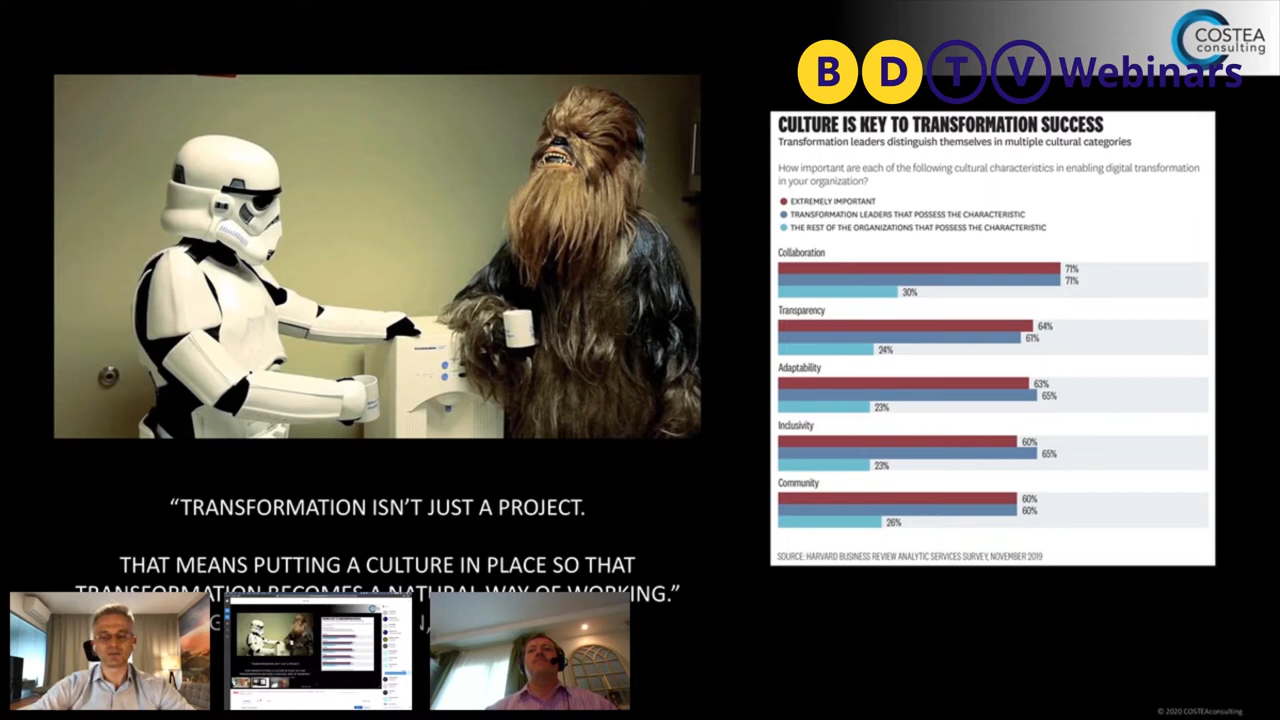 COSTEA
consulting
B D T V Webinars
CULTURE IS KEY TO TRANSFORMATION SUCCESS
Transformation leaders distinguish themselves in multiple cultural categories
How important are each of the following cultural characteristics in enabling digital transformation
in your organization?
EXTREMELY IMPORTANT
TRANSFORMATION LEADERS THAT POSSESS THE CHARACTERISTIC
THE REST OF THE ORGANIZATIONS THAT POSSESS THE CHARACTERISTIC
Collaboration
71%
71%
30%
Transparency
64%
61%
24%
Adaptability
63%
65%
23%
Inclusivity
60%
65%
23%
Community
60%
60%
26%
SOURCE: HARVARD BUSINESS REVIEW ANALYTIC SERVICES SURVEY, NOVEMBER 2019
“TRANSFORMATION ISN’T JUST A PROJECT.
THAT MEANS PUTTING A CULTURE IN PLACE SO THAT
TRANSFORMATION BECOMES A NATURAL WAY OF WORKING.”
© 2020 COSTEAconsulting